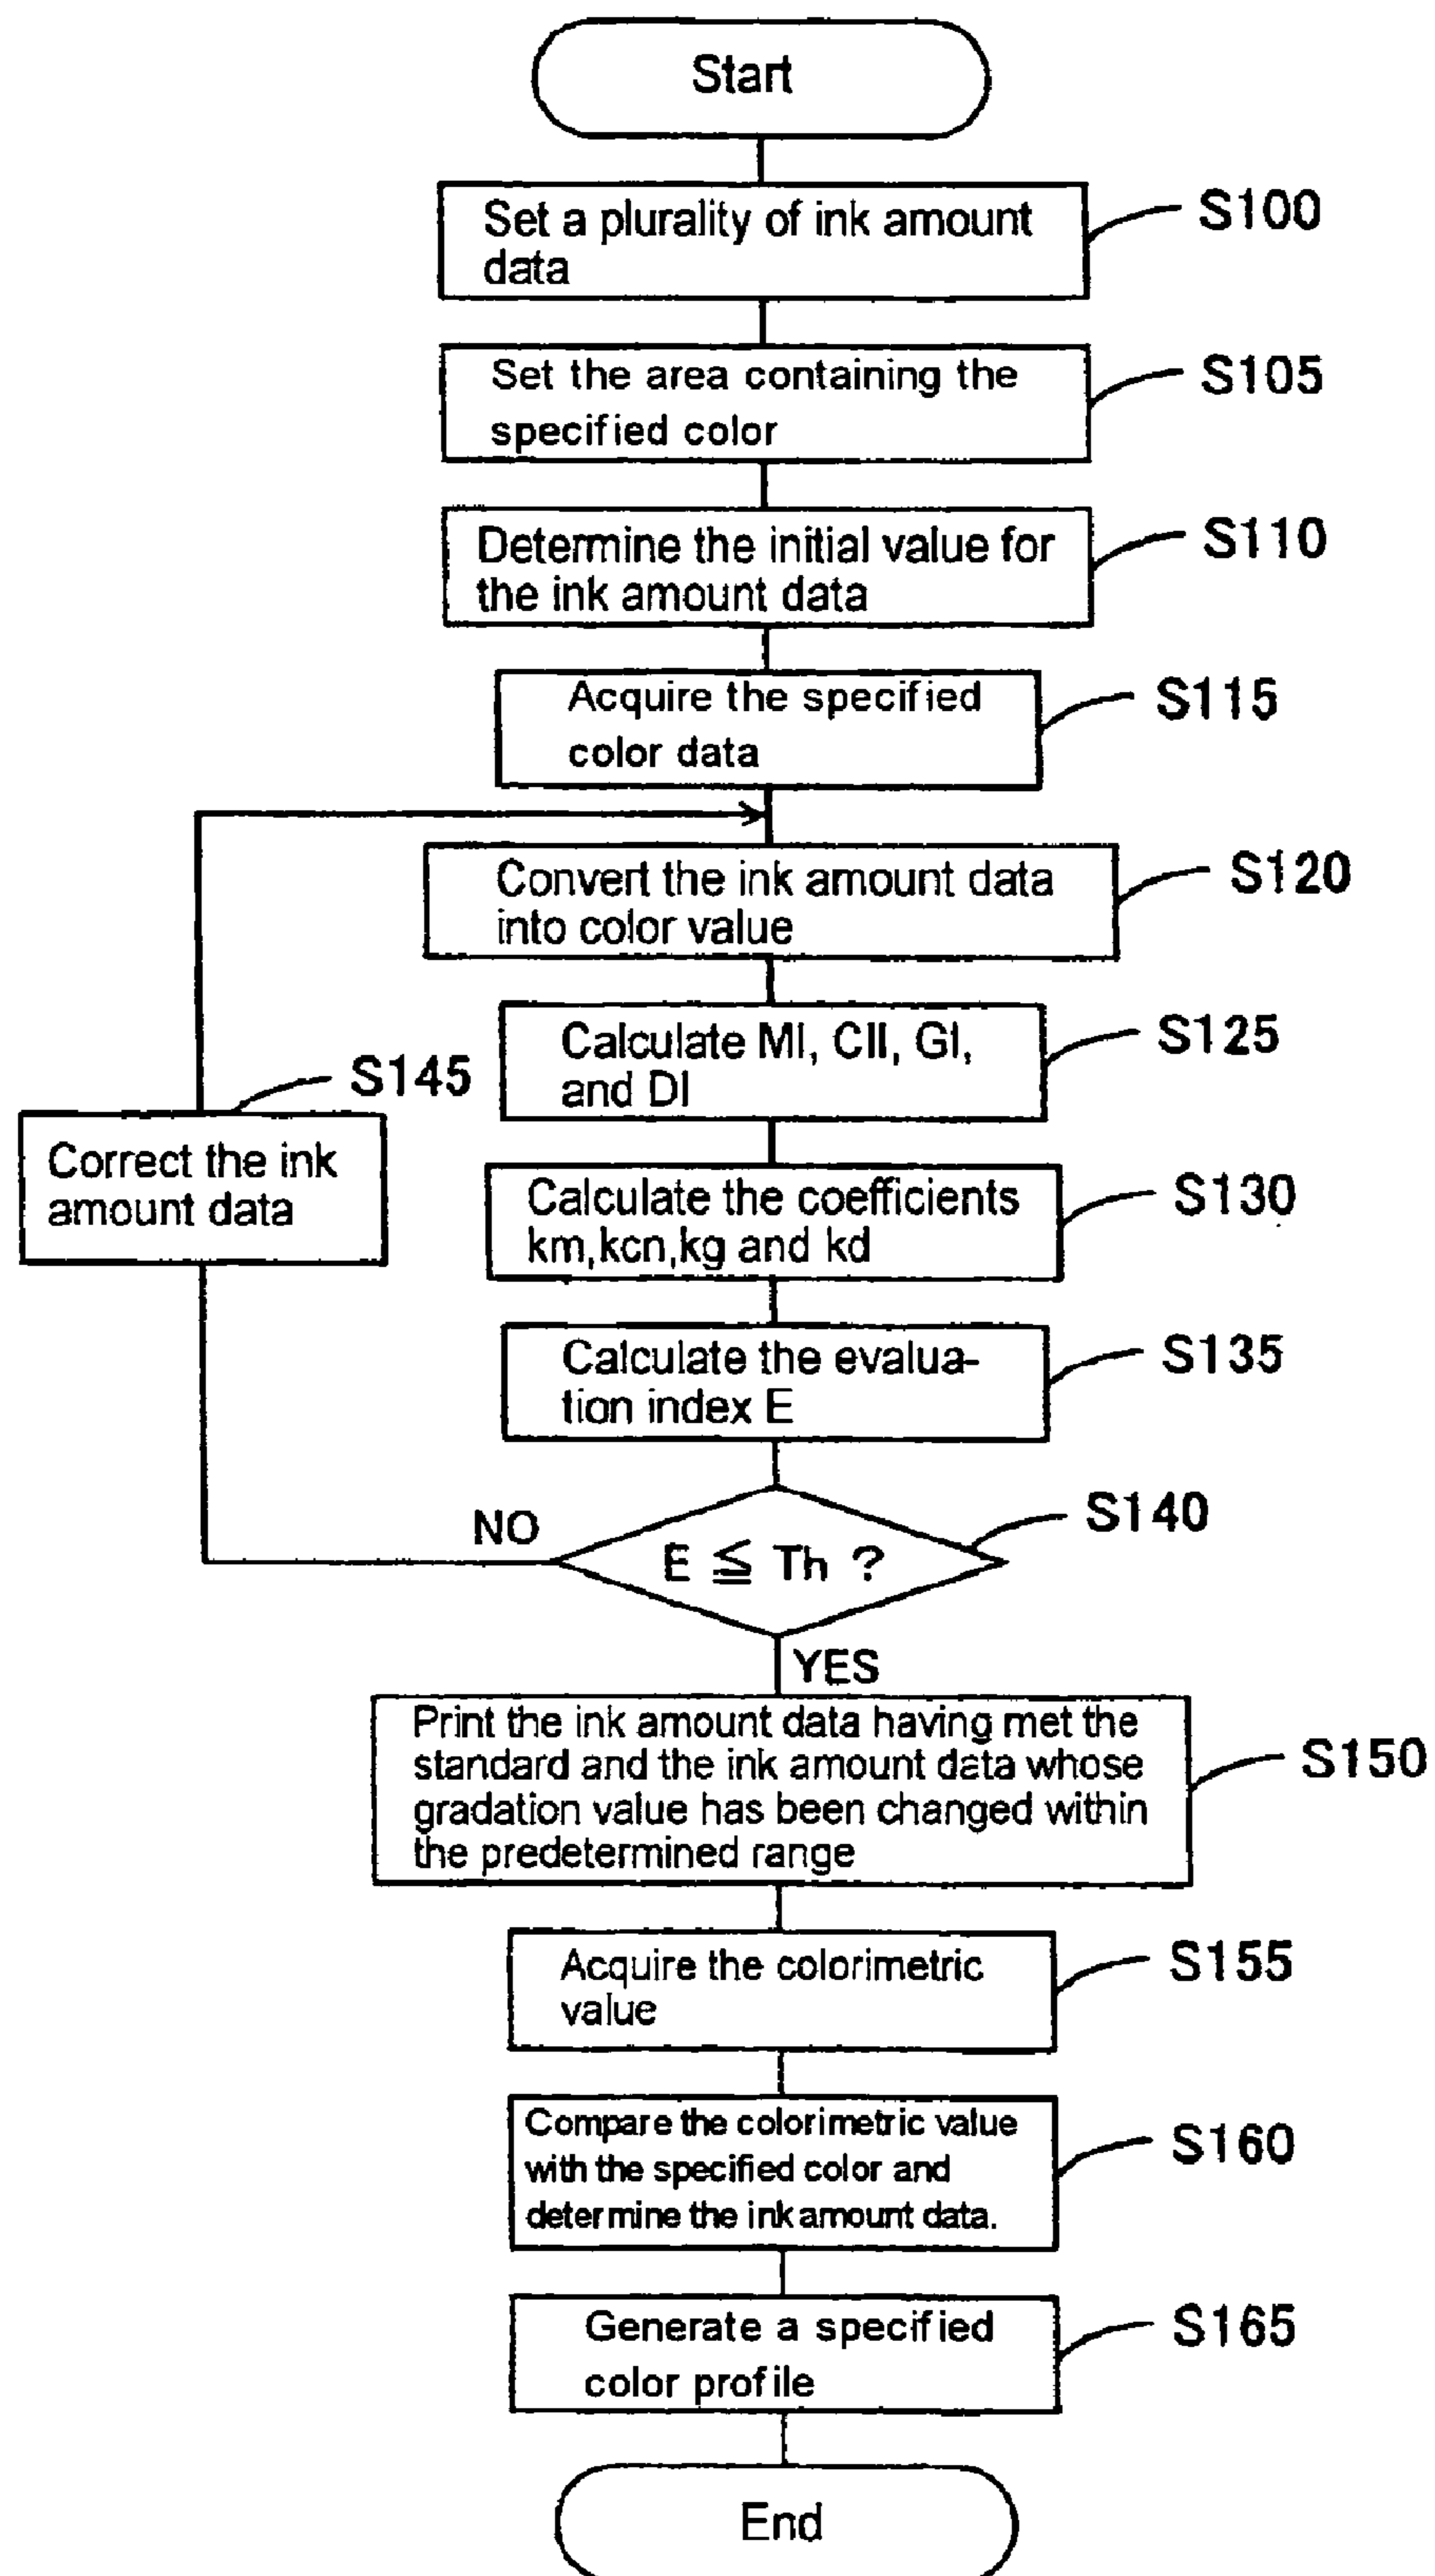 Start
Set a plurality of ink amount
data
S100
Set the area containing the
specified color
S105
Determine the initial value for
the ink amount data
S110
Acquire the specified
color data
S115
Convert the ink amount data
into color value
S120
Calculate MI, CII, GI,
and DI
S125
S145
Correct the ink
amount data
Calculate the coefficients
km,kcn,kg and kd
S130
Calculate the evalua-
tion index E
S135
NO
E ≦ Th ?
S140
YES
Print the ink amount data having met the
standard and the ink amount data whose
gradation value has been changed within
the predetermined range
S150
Acquire the colorimetric
value
S155
Compare the colorimetric value
with the specified color and
determine the ink amount data.
S160
Generate a specified
color profile
S165
End